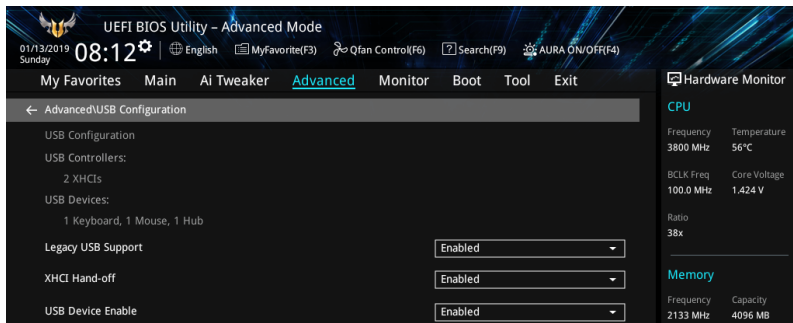 UEFI BIOS Utility – Advanced Mode
01/13/2019 Sunday 08:12 English MyFavorite(F3) Qfan Control(F6) ? Search(F9) AURA ON/OFF(F4)
My Favorites Main Ai Tweaker Advanced Monitor Boot Tool Exit
← Advanced\USB Configuration
USB Configuration
USB Controllers:
2 XHCIs
USB Devices:
1 Keyboard, 1 Mouse, 1 Hub
Legacy USB Support Enabled
XHCI Hand-off Enabled
USB Device Enable Enabled
Hardware Monitor
CPU
Frequency Temperature
3800 MHz 56°C
BCLK Freq Core Voltage
100.0 MHz 1.424 V
Ratio
38x
Memory
Frequency Capacity
2133 MHz 4096 MB